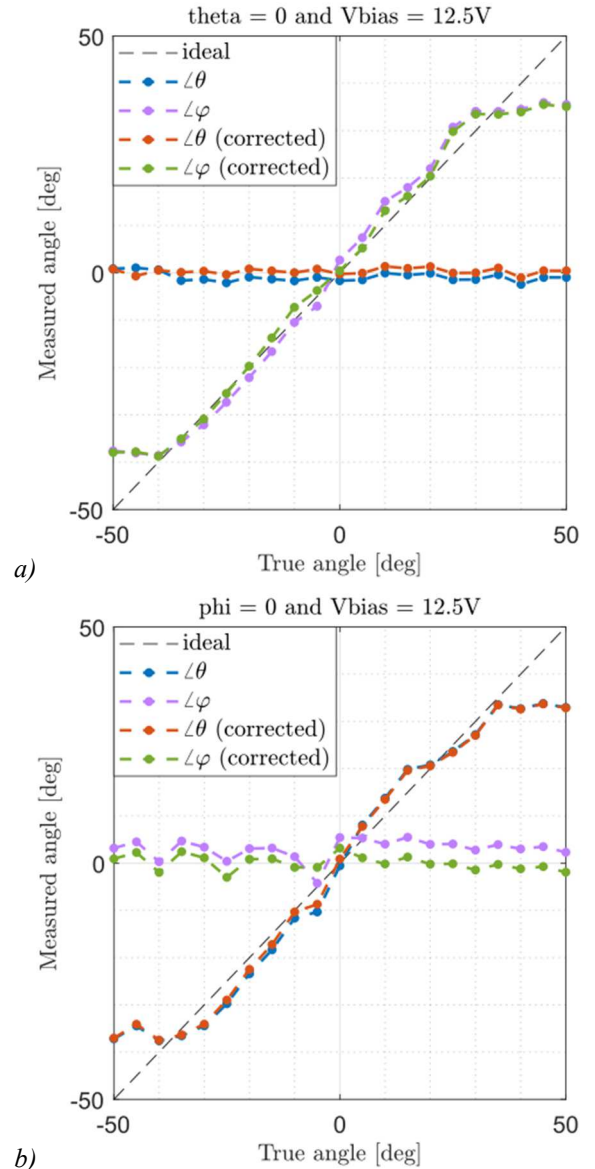 theta = 0 and Vbias = 12.5V
50
ideal
∠θ
∠φ
∠θ (corrected)
∠φ (corrected)
Measured angle [deg]
0
-50
-50 0 50
True angle [deg]
a)
phi = 0 and Vbias = 12.5V
50
ideal
∠θ
∠φ
∠θ (corrected)
∠φ (corrected)
Measured angle [deg]
0
-50
-50 0 50
True angle [deg]
b)